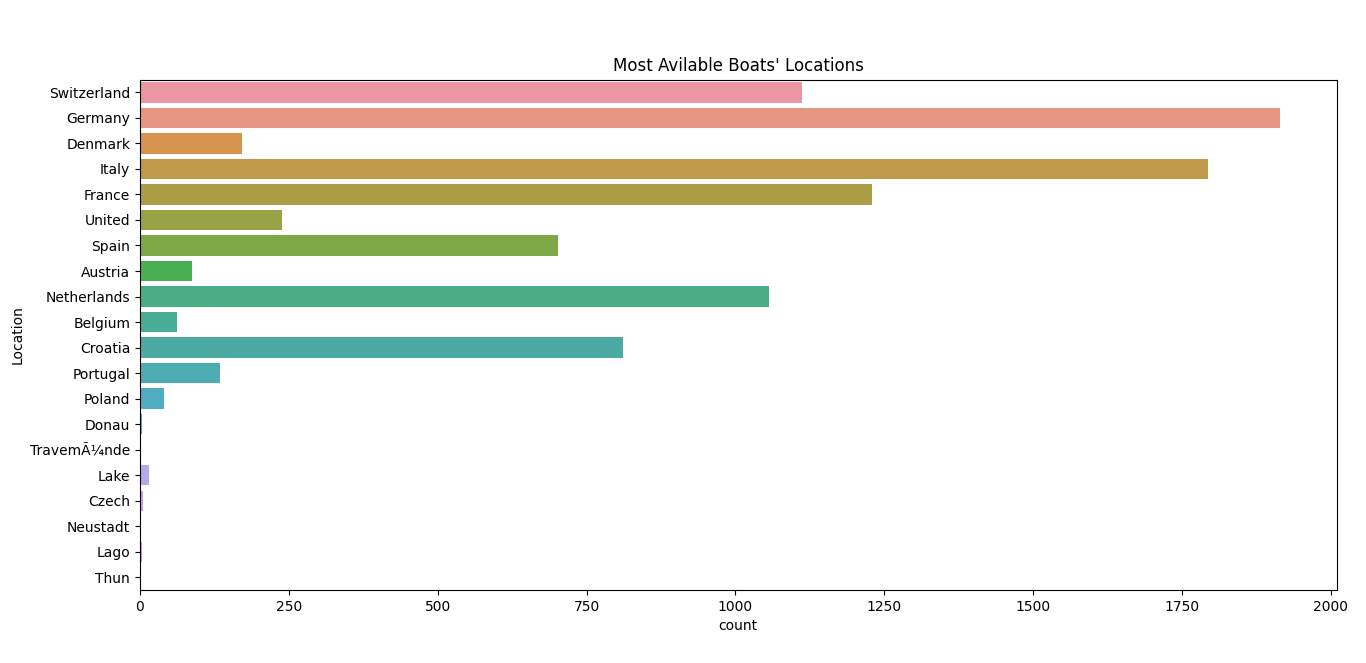 Most Avilable Boats' Locations
Location
Switzerland
Germany
Denmark
Italy
France
United
Spain
Austria
Netherlands
Belgium
Croatia
Portugal
Poland
Donau
TravemÃ¼nde
Lake
Czech
Neustadt
Lago
Thun
0 250 500 750 1000 1250 1500 1750 2000
count